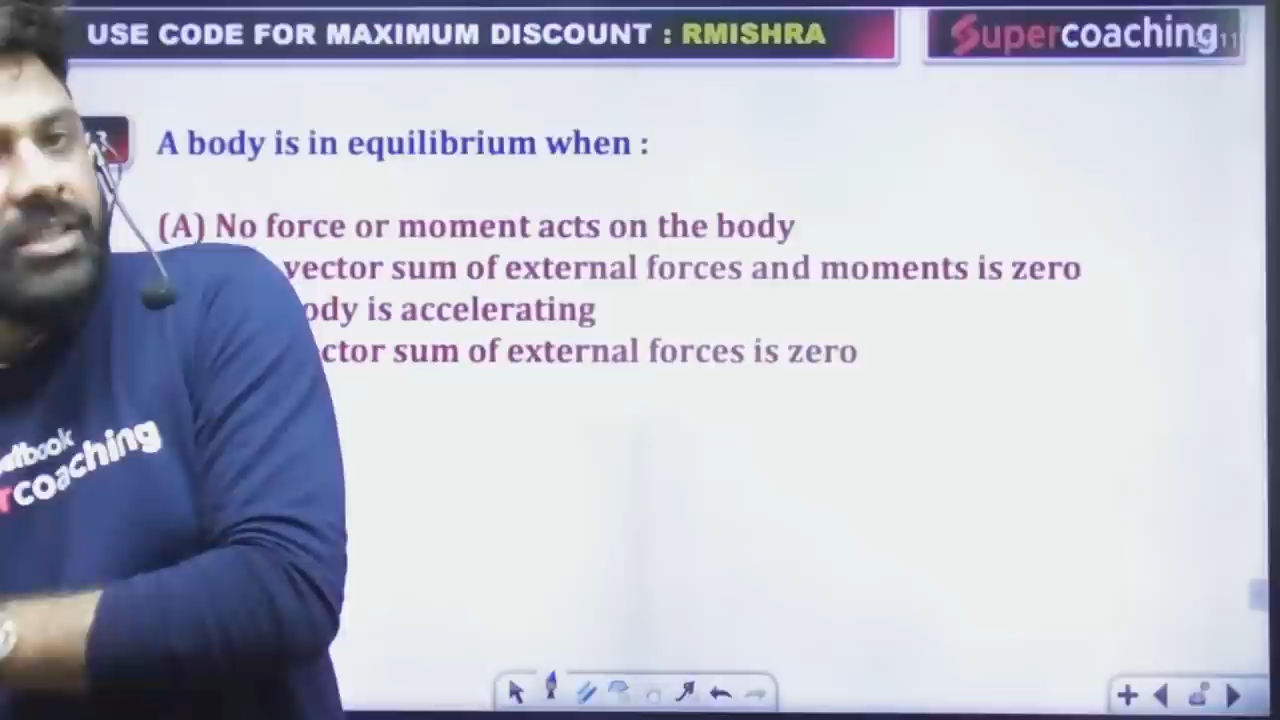 USE CODE FOR MAXIMUM DISCOUNT : RMISHRA
Supercoaching
11
A body is in equilibrium when :
(A) No force or moment acts on the body
vector sum of external forces and moments is zero
is accelerating
sum of external forces is zero
coaching